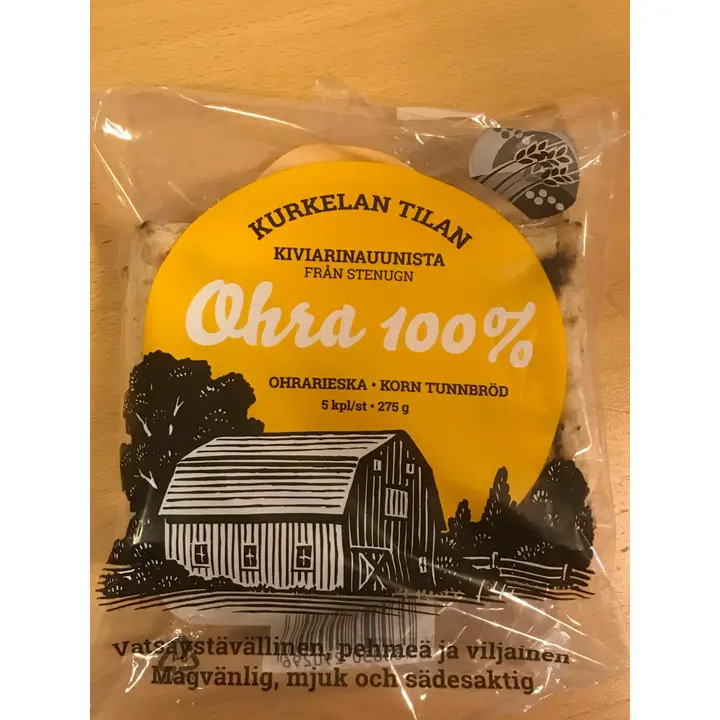 KURKELAN TILAN
KIVIARINAUUNISTA
FRÅN STENUGN
Ohra 100%
OHRARIESKA • KORN TUNNBRÖD
5 kpl/st • 275 g
Vatsaystävällinen, pehmeä ja viljainen
Magvänlig, mjuk och sädesaktig